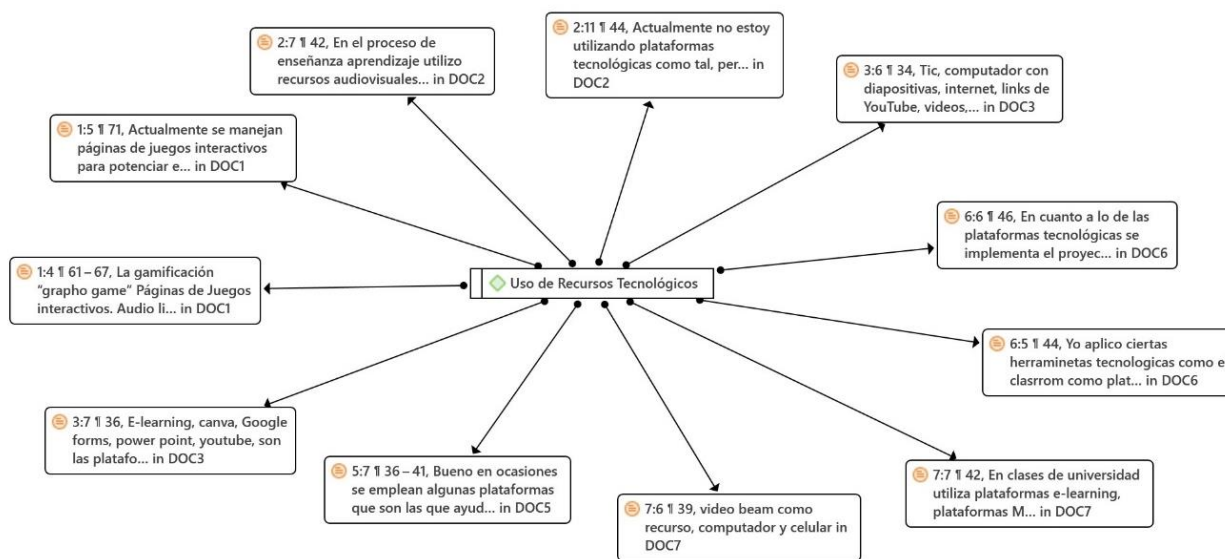 2:7 ¶ 42, En el proceso de
enseñanza aprendizaje utilizo
recursos audiovisuales... in DOC2
2:11 ¶ 44, Actualmente no estoy
utilizando plataformas
tecnológicas como tal, per... in
DOC2
3:6 ¶ 34, Tic, computador con
diapositivas, internet, links de
YouTube, videos,... in DOC3
1:5 ¶ 71, Actualmente se manejan
páginas de juegos interactivos
para potenciar e... in DOC1
6:6 ¶ 46, En cuanto a lo de las
plataformas tecnológicas se
implementa el proyec... in DOC6
1:4 ¶ 61 – 67, La gamificación
“grapho game” Páginas de Juegos
interactivos. Audio li... in DOC1
Uso de Recursos Tecnológicos
6:5 ¶ 44, Yo aplico ciertas
herraminetas tecnologicas como e
clasrrom como plat... in DOC6
3:7 ¶ 36, E-learning, canva, Google
forms, power point, youtube, son
las platafo... in DOC3
5:7 ¶ 36 – 41, Bueno en ocasiones
se emplean algunas plataformas
que son las que ayud... in DOC5
7:6 ¶ 39, video beam como
recurso, computador y celular in
DOC7
7:7 ¶ 42, En clases de universidad
utiliza plataformas e-learning,
plataformas M... in DOC7